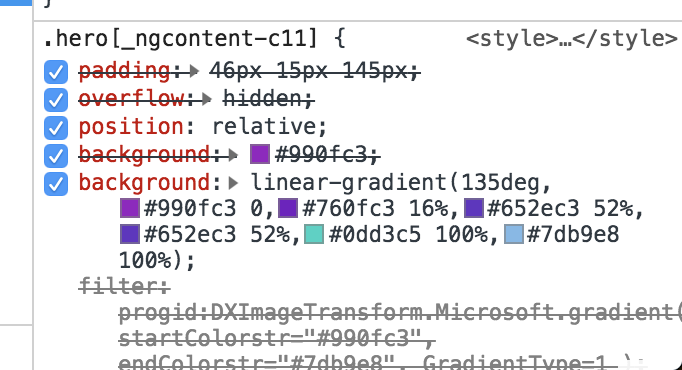 }
.hero[_ngcontent-c11] { <style>…</style>
padding: 46px 15px 145px;
overflow: hidden;
position: relative;
background: #990fc3;
background: linear-gradient(135deg,
#990fc3 0, #760fc3 16%, #652ec3 52%,
#652ec3 52%, #0dd3c5 100%, #7db9e8
100%);
filter:
progid:DXImageTransform.Microsoft.gradient(
startColorstr="#990fc3",
endColorstr="#7db9e8", GradientType=1 );